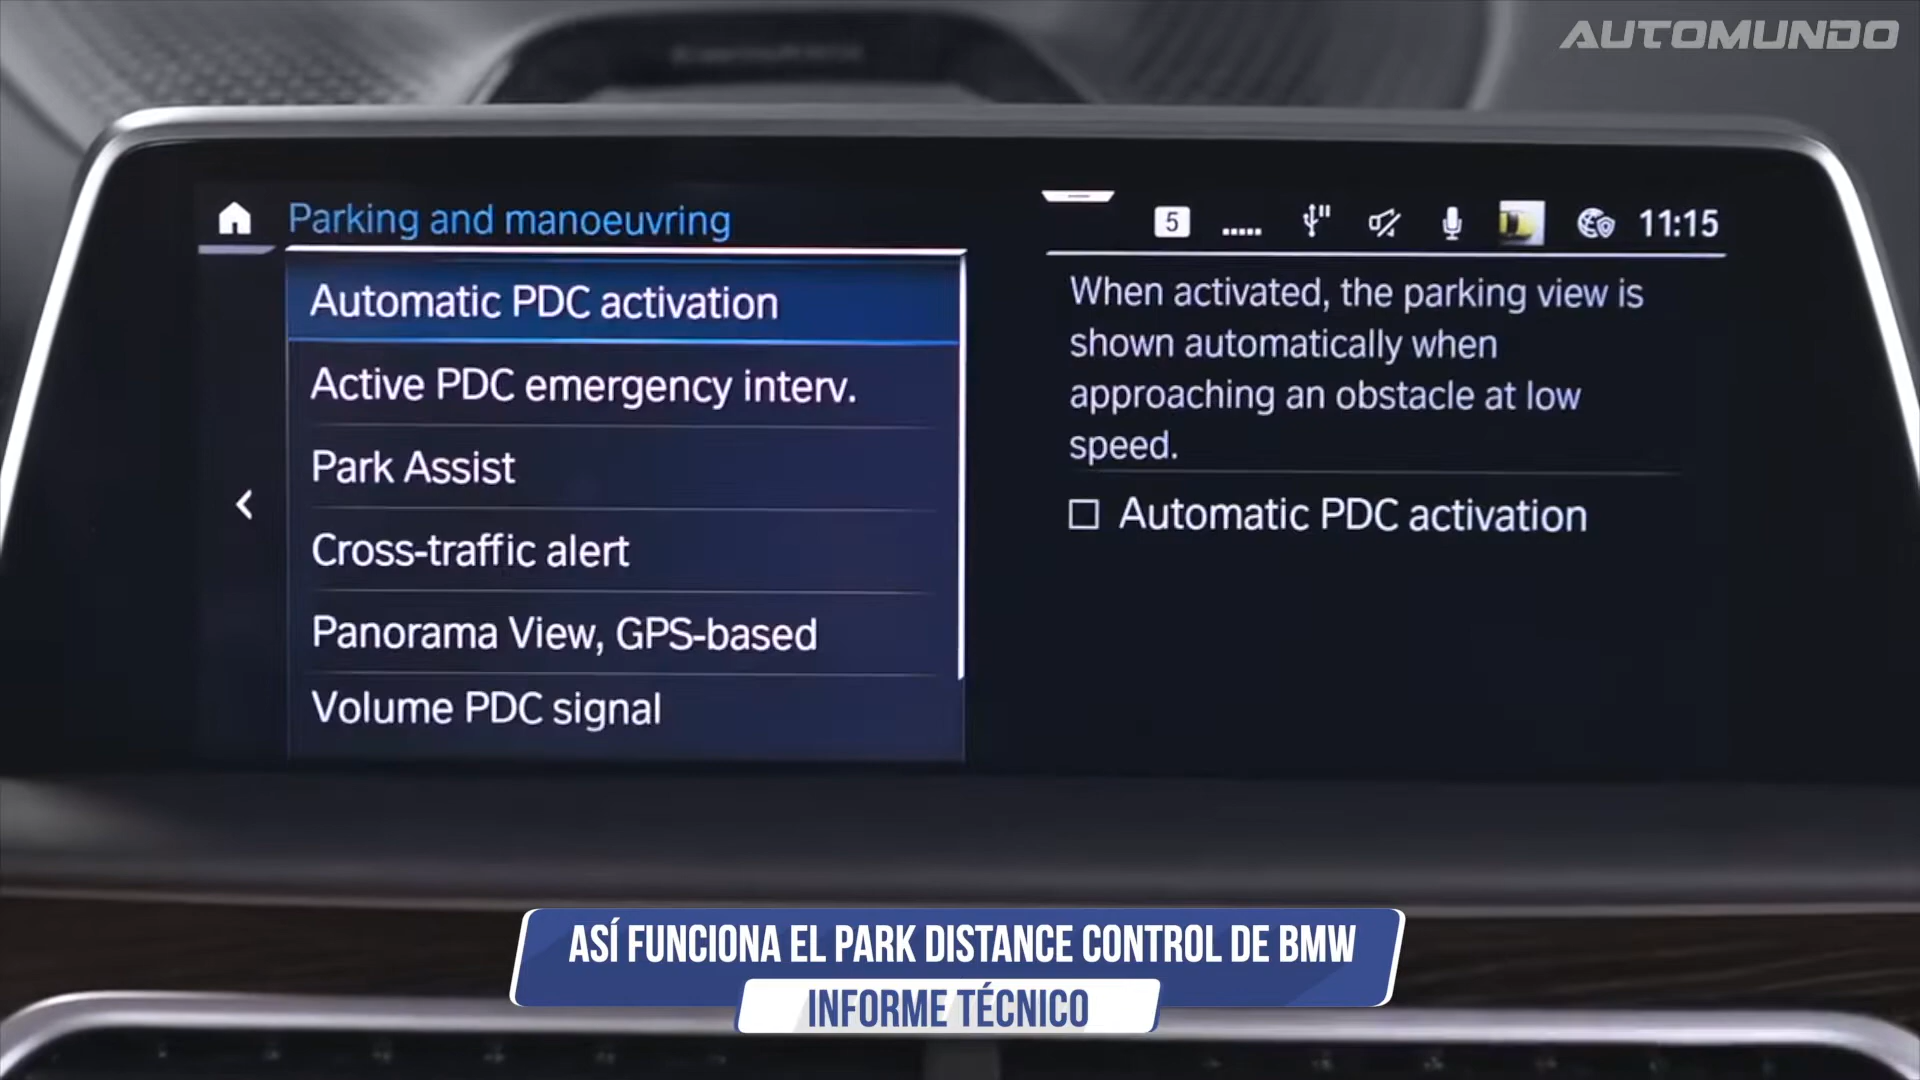 AUTOMUNDO
Parking and manoeuvring
5
11:15
Automatic PDC activation
Active PDC emergency interv.
Park Assist
Cross-traffic alert
Panorama View, GPS-based
Volume PDC signal
When activated, the parking view is
shown automatically when
approaching an obstacle at low
speed.
Automatic PDC activation
ASÍ FUNCIONA EL PARK DISTANCE CONTROL DE BMW
INFORME TÉCNICO